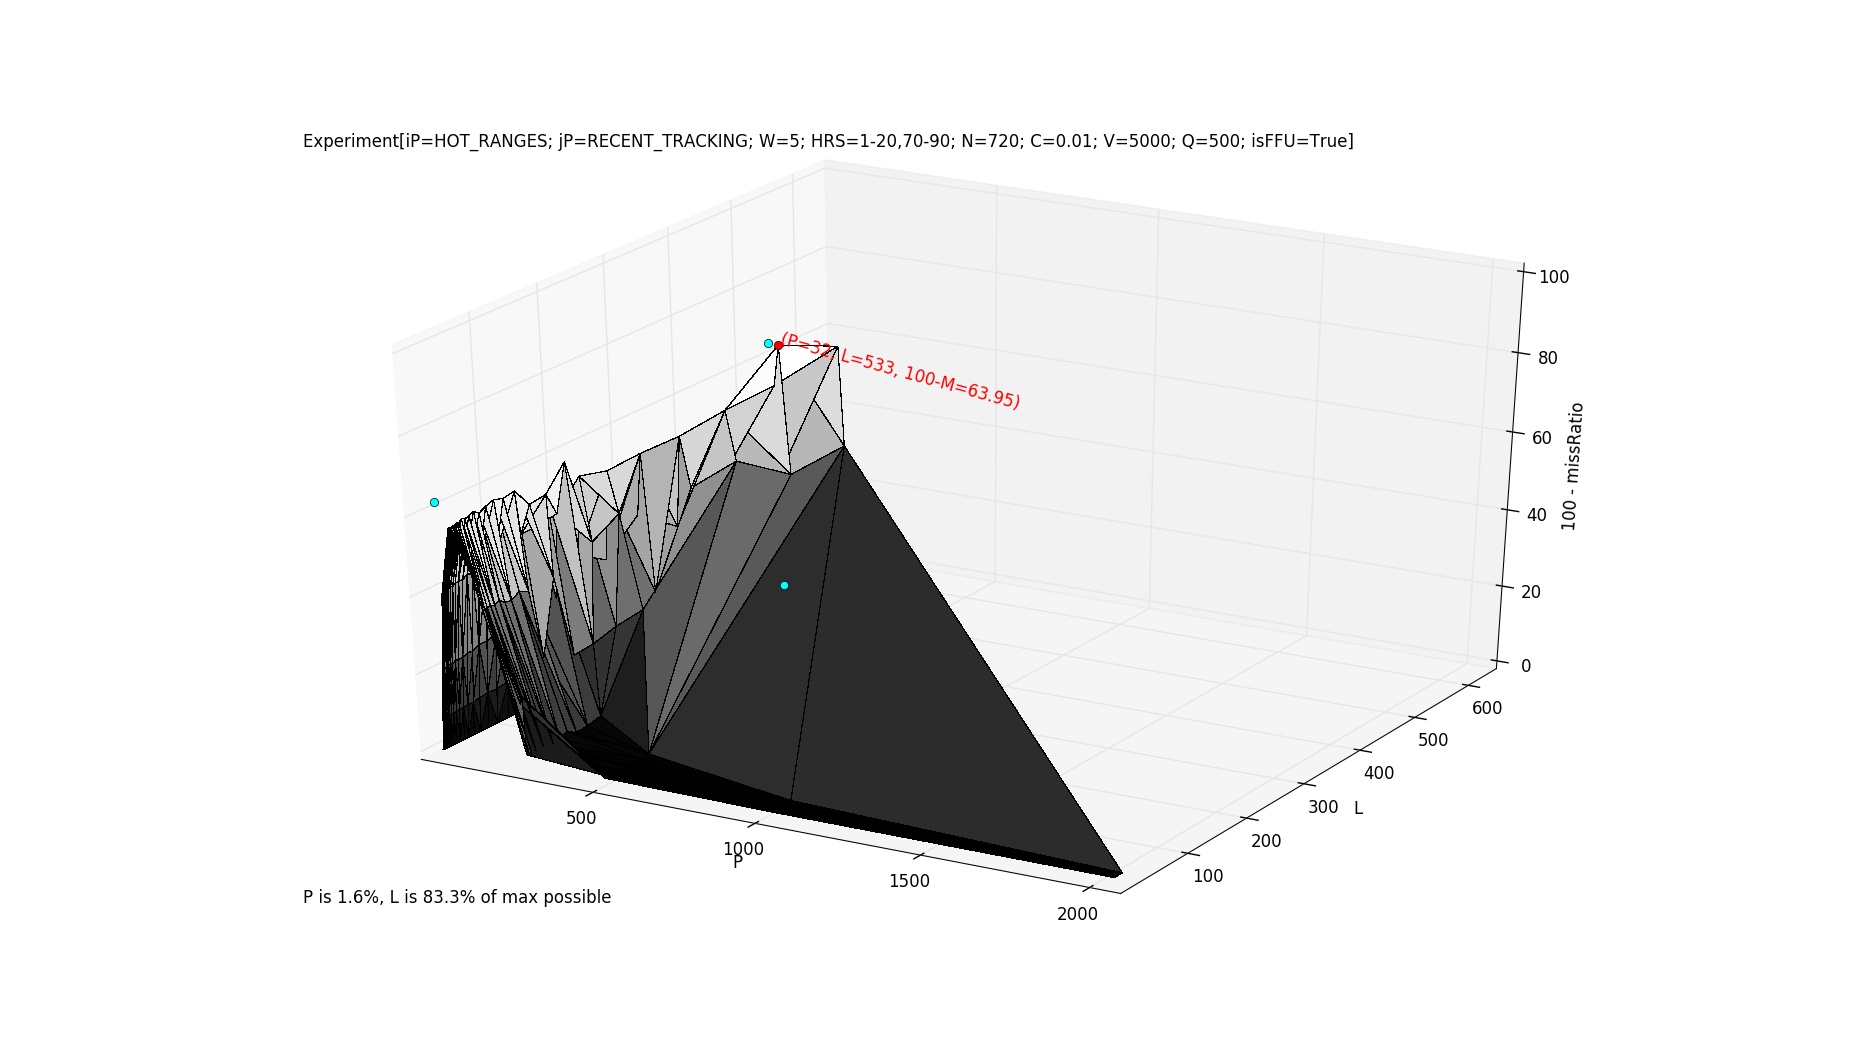 Experiment[iP=HOT_RANGES; jP=RECENT_TRACKING; W=5; HRS=1-20,70-90; N=720; C=0.01; V=5000; Q=500; isFFU=True]
(P=32, L=533, 100-M=63.95)
100
80
60
40
20
0
100 - missRatio
600
500
400
300
200
100
L
500
1000
1500
2000
P
P is 1.6%, L is 83.3% of max possible